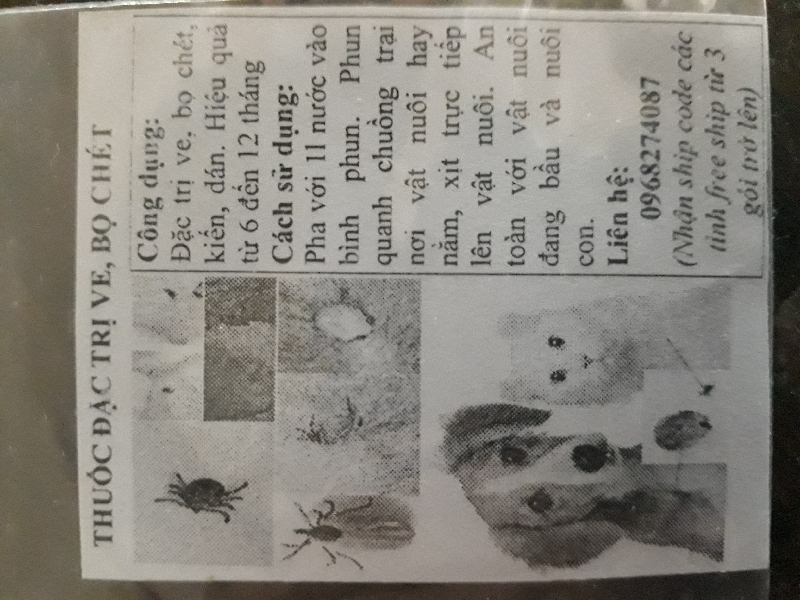 THUỐC ĐẶC TRỊ VE, BỌ CHÉT
Công dụng:
Đặc trị ve, bọ chét,
kiến, dán. Hiệu quả
từ 6 đến 12 tháng
Cách sử dụng:
Pha với 1l nước vào
bình phun. Phun
quanh chuồng trại
nơi vật nuôi hay
nằm, xịt trực tiếp
lên vật nuôi. An
toàn với vật nuôi
đang bầu và nuôi
con.
Liên hệ:
0968274087
(Nhận ship code các
tỉnh free ship từ 3
gói trở lên)